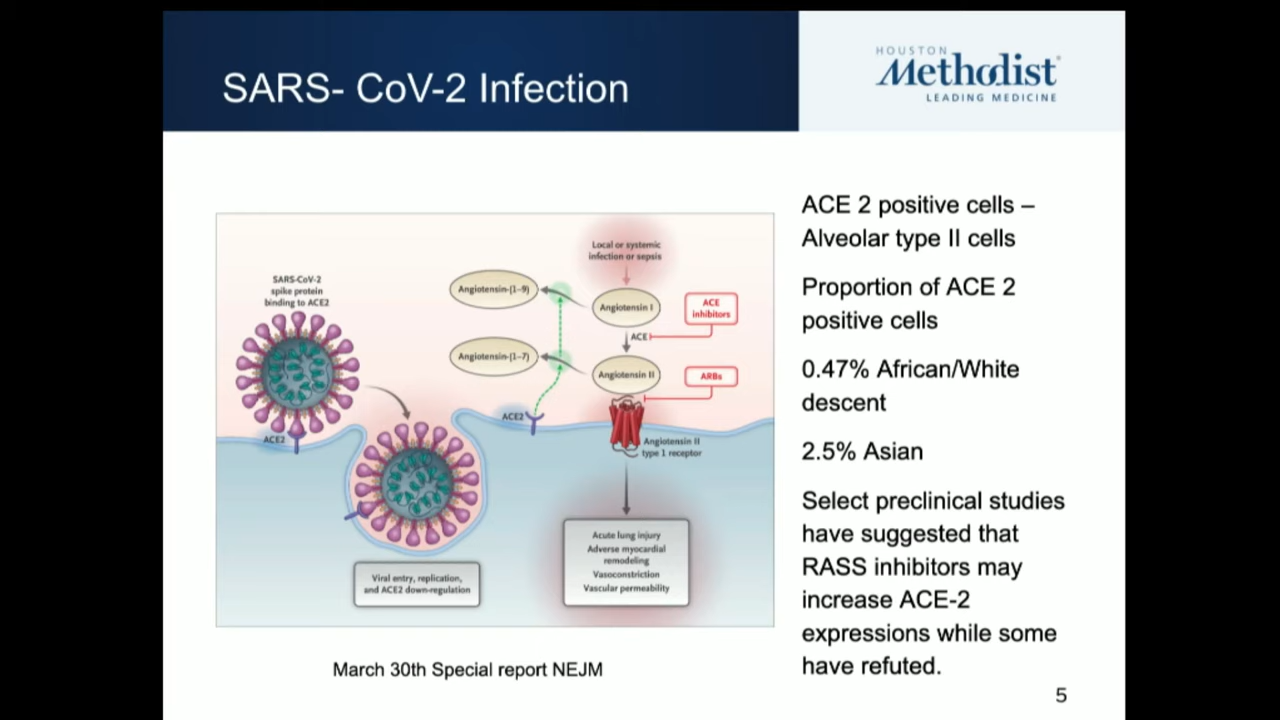 SARS- CoV-2 Infection
HOUSTON
Methodist
LEADING MEDICINE
SARS-CoV-2
spike protein
binding to ACE2
ACE2
Viral entry, replication,
and ACE2 down-regulation
Angiotensin-(1–9)
Angiotensin-(1–7)
ACE2
Local or systemic
infection or sepsis
Angiotensin I
ACE
inhibitors
ACE
Angiotensin II
ARBs
Angiotensin II
type 1 receptor
Acute lung injury
Adverse myocardial
remodeling
Vasoconstriction
Vascular permeability
March 30th Special report NEJM
ACE 2 positive cells –
Alveolar type II cells
Proportion of ACE 2
positive cells
0.47% African/White
descent
2.5% Asian
Select preclinical studies
have suggested that
RASS inhibitors may
increase ACE-2
expressions while some
have refuted.
5